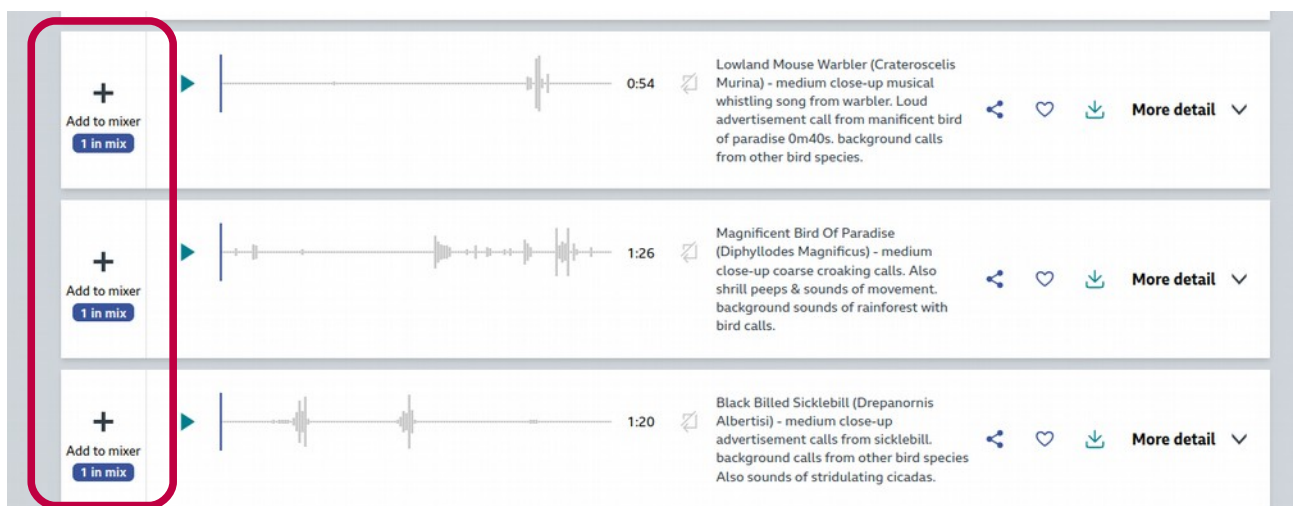 Add to mixer
1 in mix
0:54
Lowland Mouse Warbler (Crateroscelis
Murina) - medium close-up musical
whistling song from warbler. Loud
advertisement call from manificent bird
of paradise 0m40s. background calls
from other bird species.
More detail
Add to mixer
1 in mix
1:26
Magnificent Bird Of Paradise
(Diphyllodes Magnificus) - medium
close-up coarse croaking calls. Also
shrill peeps & sounds of movement.
background sounds of rainforest with
bird calls.
More detail
Add to mixer
1 in mix
1:20
Black Billed Sicklebill (Drepanornis
Albertisi) - medium close-up
advertisement calls from sicklebill.
background calls from other bird species
Also sounds of stridulating cicadas.
More detail